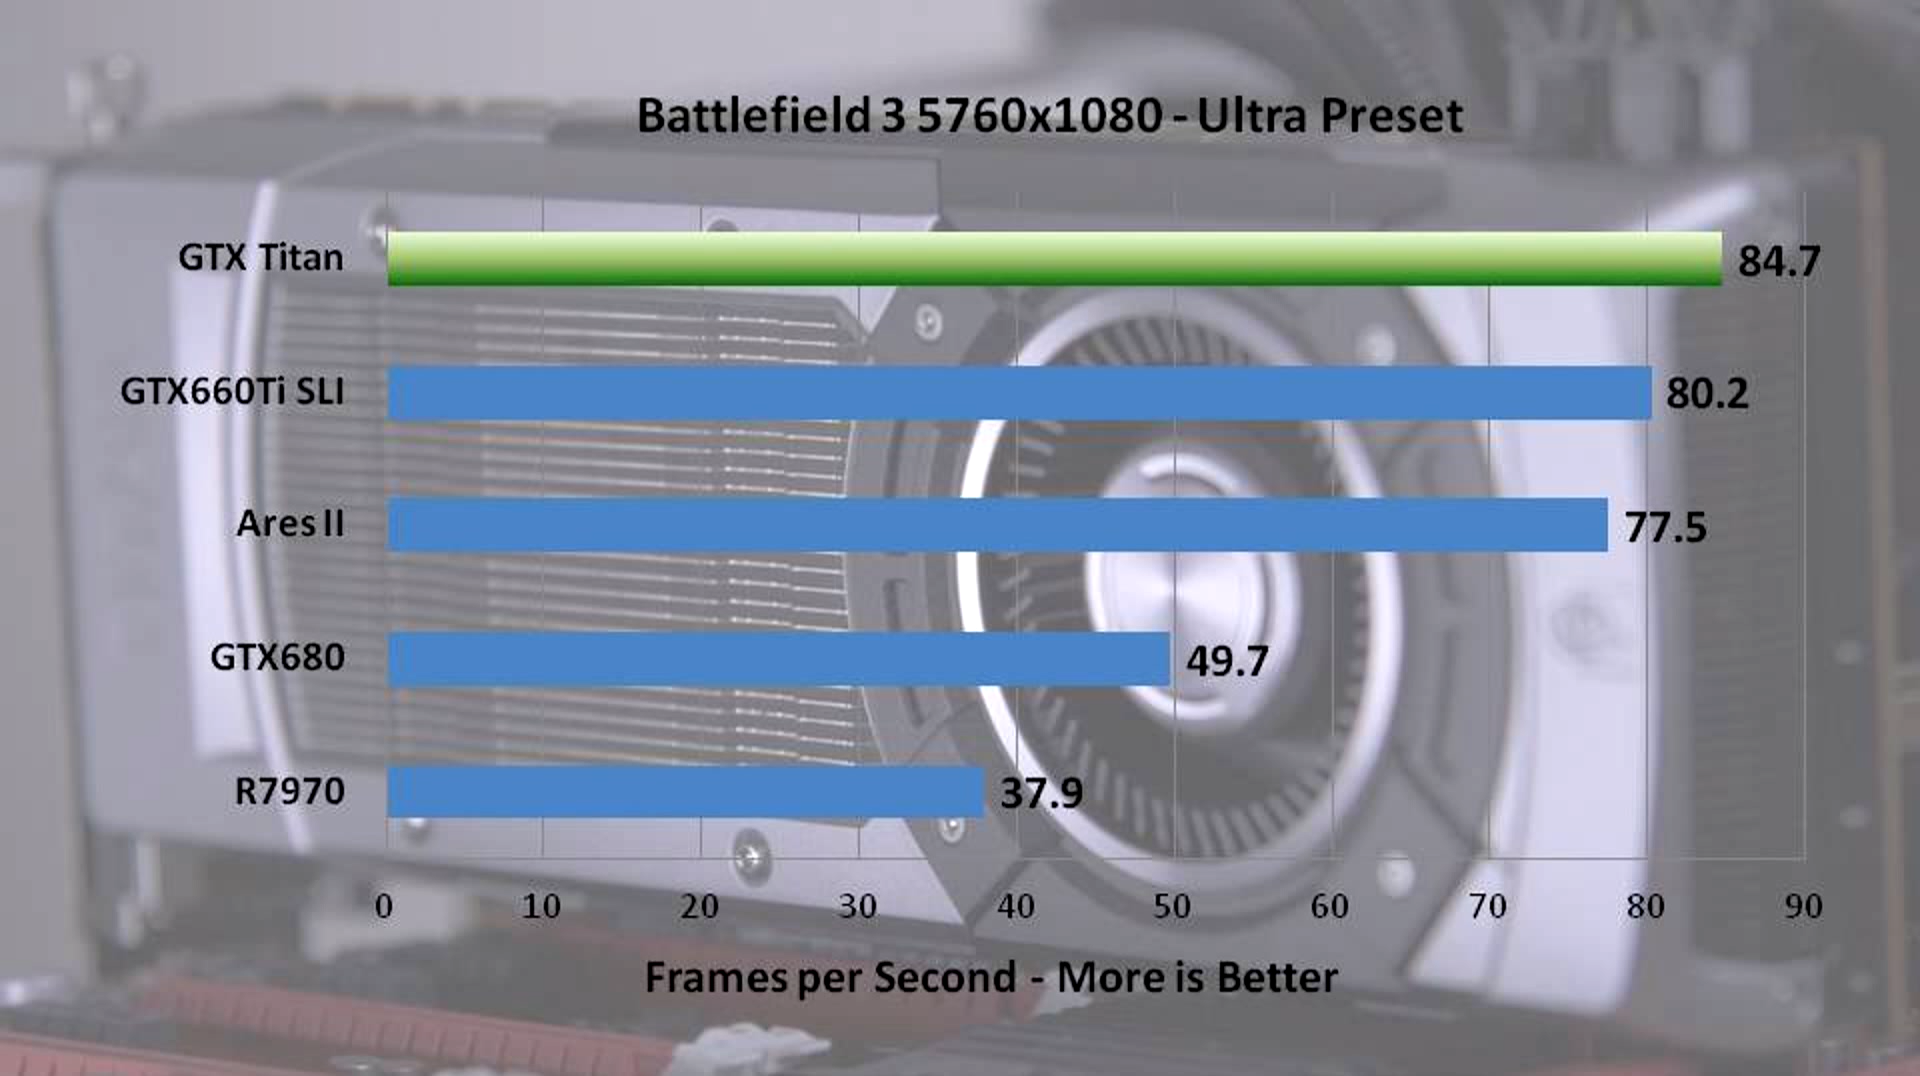 Battlefield 3 5760x1080 - Ultra Preset
GTX Titan 84.7
GTX660Ti SLI 80.2
Ares II 77.5
GTX680 49.7
R7970 37.9
0 10 20 30 40 50 60 70 80 90
Frames per Second - More is Better